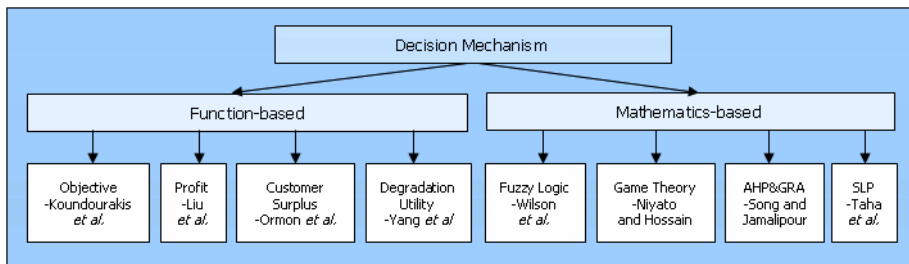 Decision Mechanism
Function-based
Mathematics-based
Objective
-Koundourakis
et al.
Profit
-Liu
et al.
Customer
Surplus
-Ormon et al.
Degradation
Utility
-Yang et al
Fuzzy Logic
-Wilson
et al.
Game Theory
-Niyato
and Hossain
AHP&GRA
-Song and
Jamalipour
SLP
-Taha
et al.